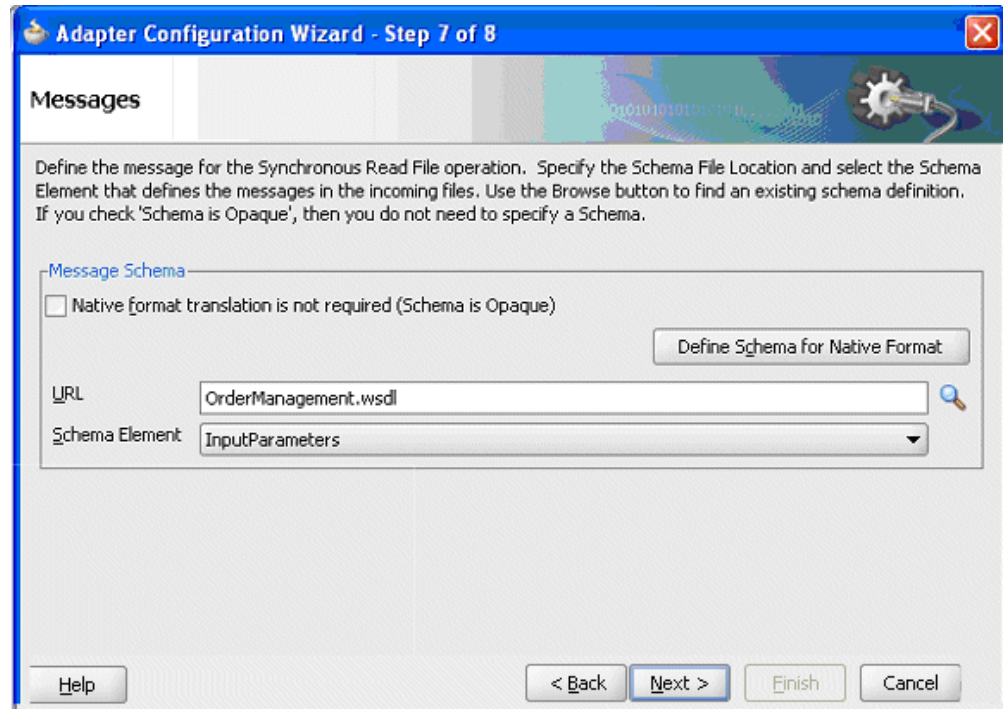 Adapter Configuration Wizard - Step 7 of 8
Messages
Define the message for the Synchronous Read File operation. Specify the Schema File Location and select the Schema
Element that defines the messages in the incoming files. Use the Browse button to find an existing schema definition.
If you check 'Schema is Opaque', then you do not need to specify a Schema.
Message Schema
Native format translation is not required (Schema is Opaque)
Define Schema for Native Format
URL
OrderManagement.wsdl
Schema Element
InputParameters
Help
< Back
Next >
Finish
Cancel